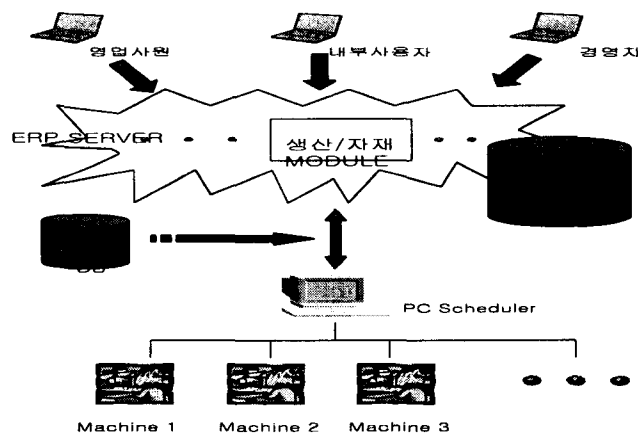 영업사원
내부사용자
경영자
ERP SERVER
생산/자재
MODULE
DB
PC Scheduler
Machine 1
Machine 2
Machine 3